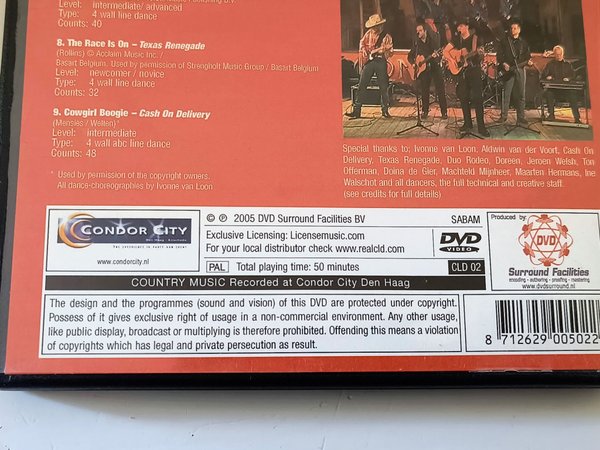 Level: intermediate/ advanced
Type: 4 wall line dance
Counts: 40
8. The Race Is On – Texas Renegade
(Rollins) © Acclaim Music Inc. /
Basart Belgium. Used by permission of Strengholt Music Group / Basart Belgium
Level: newcomer / novice
Type: 4 wall line dance
Counts: 32
9. Cowgirl Boogie – Cash On Delivery
(Mensies / Welten)*
Level: intermediate
Type: 4 wall abc line dance
Counts: 48
* Used by permission of the copyright owners.
All dance-choreographies by Ivonne van Loon
Special thanks to: Ivonne van Loon, Aldwin van der Voort, Cash On
Delivery, Texas Renegade, Duo Rodeo, Doreen, Jeroen Welsh, Ton
Offerman, Doina de Gier, Machteld Mijnheer, Maarten Hermans, Ine
Walschot and all dancers, the full technical and creative staff.
(see credits for full details)
CONDOR CITY
Den Haag
www.condorcity.nl
© ℗ 2005 DVD Surround Facilities BV SABAM
Exclusive Licensing: Licensemusic.com
For your local distributor check www.realcld.com
PAL Total playing time: 50 minutes
DVD
VIDEO
CLD 02
COUNTRY MUSIC Recorded at Condor City Den Haag
Produced by:
DVD
Surround Facilities
encoding - authoring - proofing - mastering
www.dvdsurround.nl
The design and the programmes (sound and vision) of this DVD are protected under copyright.
Possess of it gives exclusive right of usage in a non-commercial environment. Any other usage,
like public display, broadcast or multiplying is therefore prohibited. Offending this means a violation
of copyrights which has legal and private persecution as result.
8 712629 005022